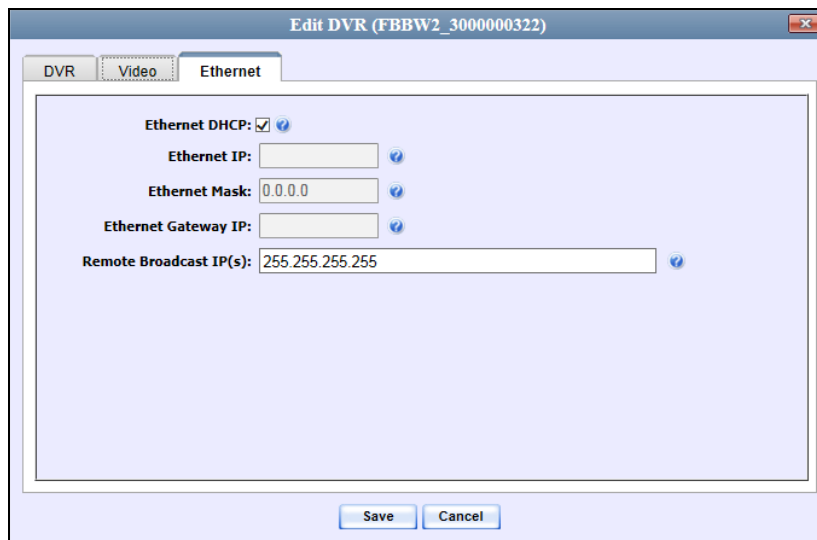 Edit DVR (FBBW2_3000000322)
DVR Video Ethernet
Ethernet DHCP:
Ethernet IP:
Ethernet Mask: 0.0.0.0
Ethernet Gateway IP:
Remote Broadcast IP(s): 255.255.255.255
Save Cancel